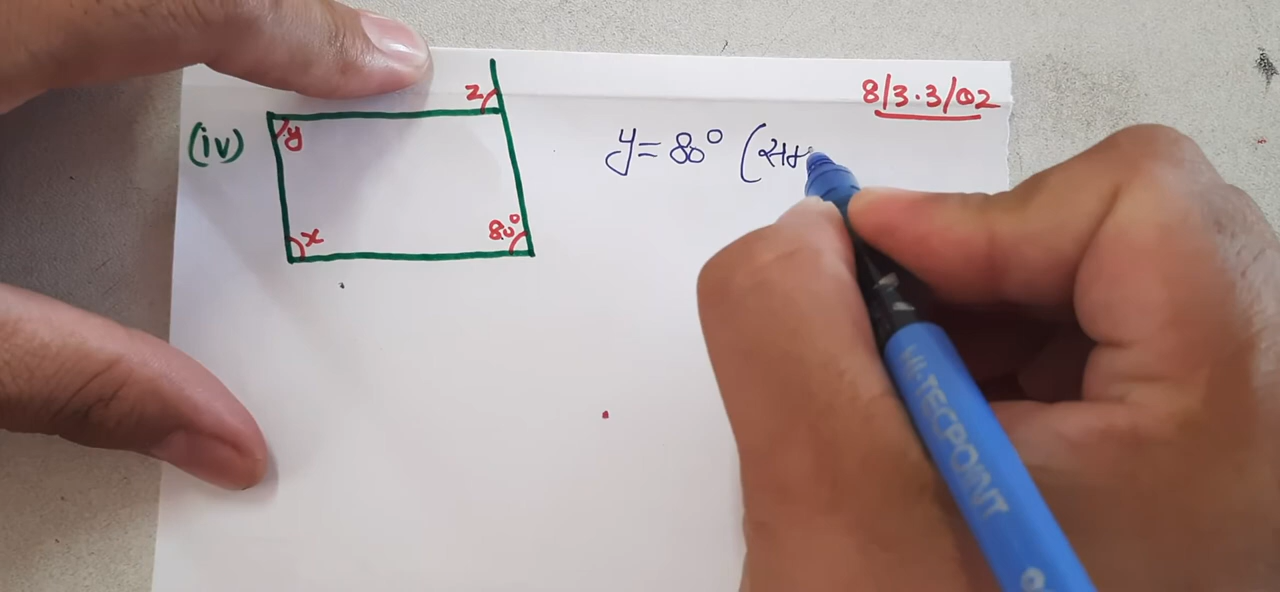 8/3.3/02
(iv)
z
y
x
80°
y = 80° (
HI-TECPOINT